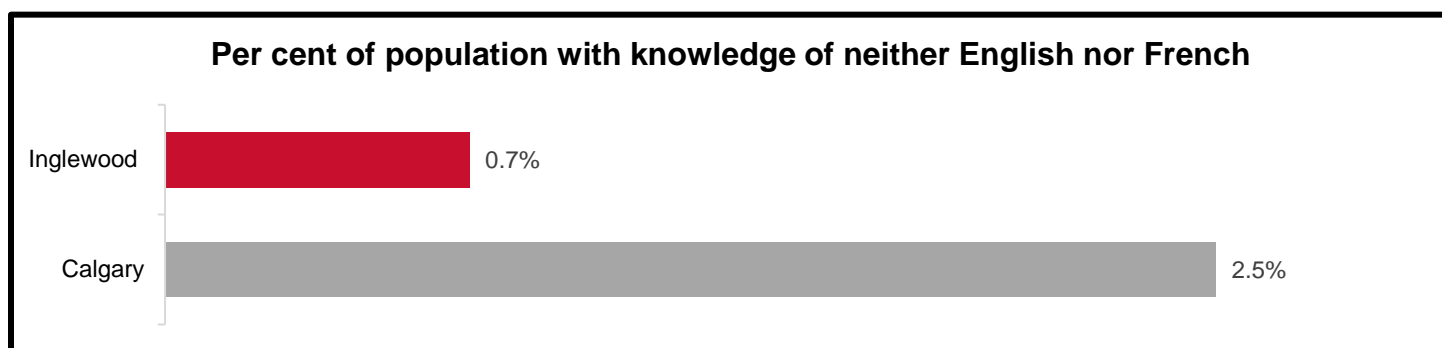 Per cent of population with knowledge of neither English nor French
Inglewood
0.7%
Calgary
2.5%